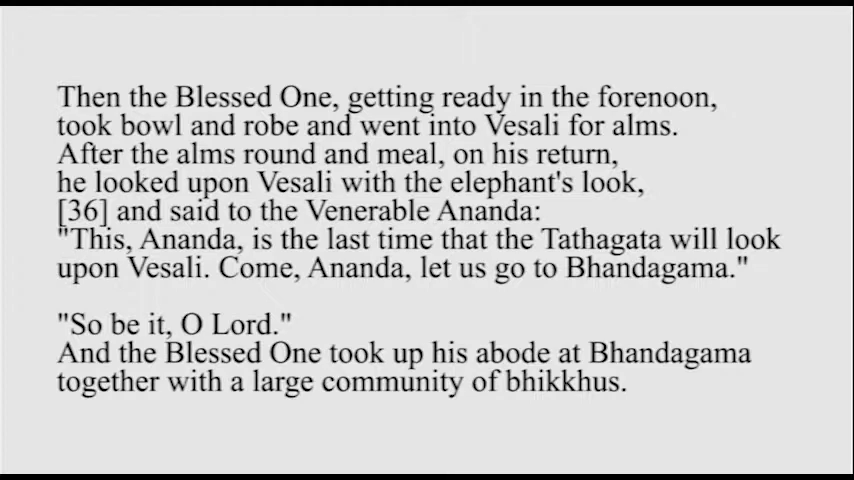 Then the Blessed One, getting ready in the forenoon,
took bowl and robe and went into Vesali for alms.
After the alms round and meal, on his return,
he looked upon Vesali with the elephant's look,
[36] and said to the Venerable Ananda:
"This, Ananda, is the last time that the Tathagata will look
upon Vesali. Come, Ananda, let us go to Bhandagama."
"So be it, O Lord."
And the Blessed One took up his abode at Bhandagama
together with a large community of bhikkhus.